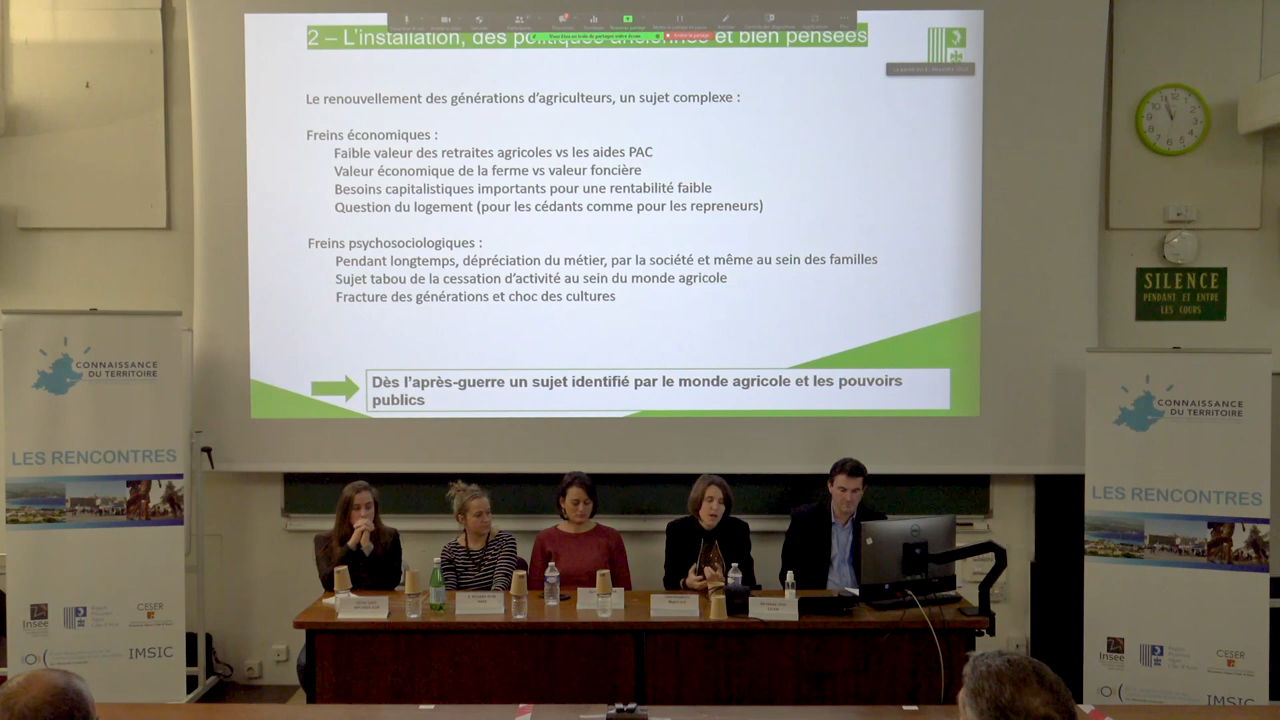 2 – L'installation, des politiques anciennes et bien pensées
Le renouvellement des générations d'agriculteurs, un sujet complexe :
Freins économiques :
Faible valeur des retraites agricoles vs les aides PAC
Valeur économique de la ferme vs valeur foncière
Besoins capitalistiques importants pour une rentabilité faible
Question du logement (pour les cédants comme pour les repreneurs)
Freins psychosociologiques :
Pendant longtemps, dépréciation du métier, par la société et même au sein des familles
Sujet tabou de la cessation d'activité au sein du monde agricole
Fracture des générations et choc des cultures
Dès l'après-guerre un sujet identifié par le monde agricole et les pouvoirs
publics
SILENCE
PENDANT ET ENTRE
LES COURS
CONNAISSANCE
DU TERRITOIRE
LES RENCONTRES
Insee
CESER
IMSIC
CONNAISSANCE
DU TERRITOIRE
LES RENCONTRES
Insee
CESER
IMSIC
DELL